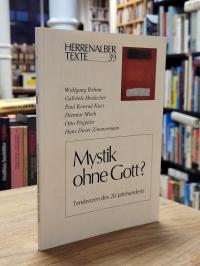 HERRENALBER
TEXTE 39
Wolfgang Böhme
Gabriele Bredecker
Paul Konrad Kurz
Dietmar Mieth
Otto Pöggeler
Hans Dieter Zimmermann
Mystik
ohne Gott?
Tendenzen des 20. Jahrhunderts